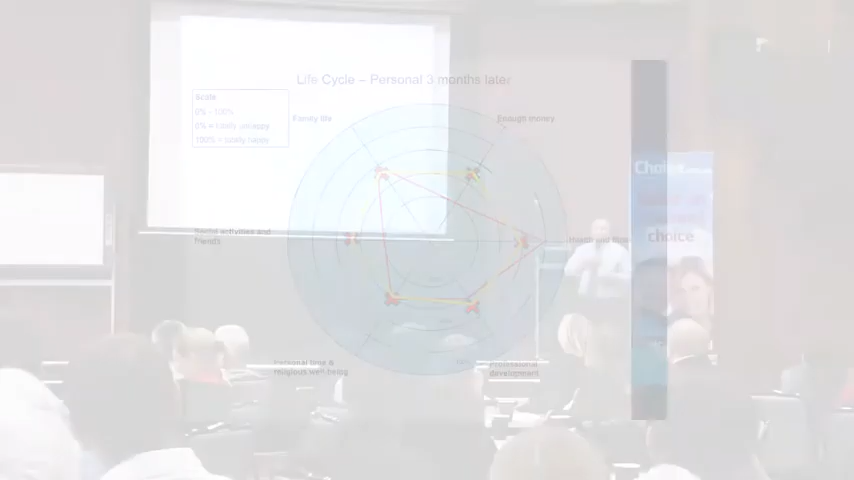 Life Cycle – Personal 3 months later
Scale
0% - 100%
0% = totally unhappy
100% = totally happy
Family life
Enough money
Social activities and
friends
Health and
Personal time &
religious well-being
Professional
development
Choice
choice